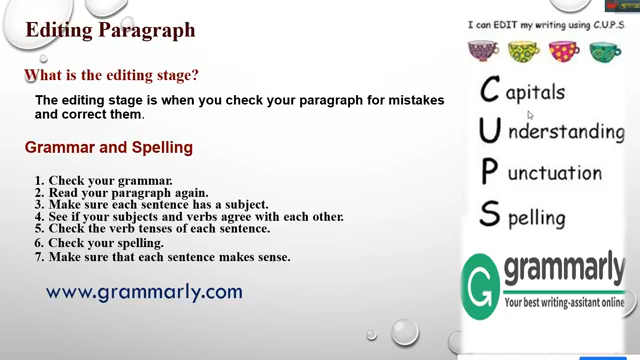 Editing Paragraph
What is the editing stage?
The editing stage is when you check your paragraph for mistakes
and correct them.
Grammar and Spelling
1. Check your grammar.
2. Read your paragraph again.
3. Make sure each sentence has a subject.
4. See if your subjects and verbs agree with each other.
5. Check the verb tenses of each sentence.
6. Check your spelling.
7. Make sure that each sentence makes sense.
www.grammarly.com
I can EDIT my writing using C.U.P.S.
Capitals
Understanding
Punctuation
Spelling
grammarly
Your best writing-assitant online